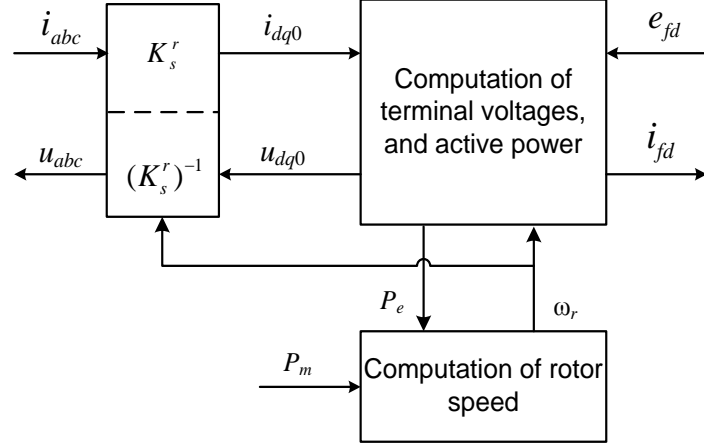 i_abc
K_s^r
i_dq0
e_fd
Computation of
terminal voltages,
and active power
u_abc
(K_s^r)^−1
u_dq0
i_fd
P_e
ω_r
P_m
Computation of rotor
speed